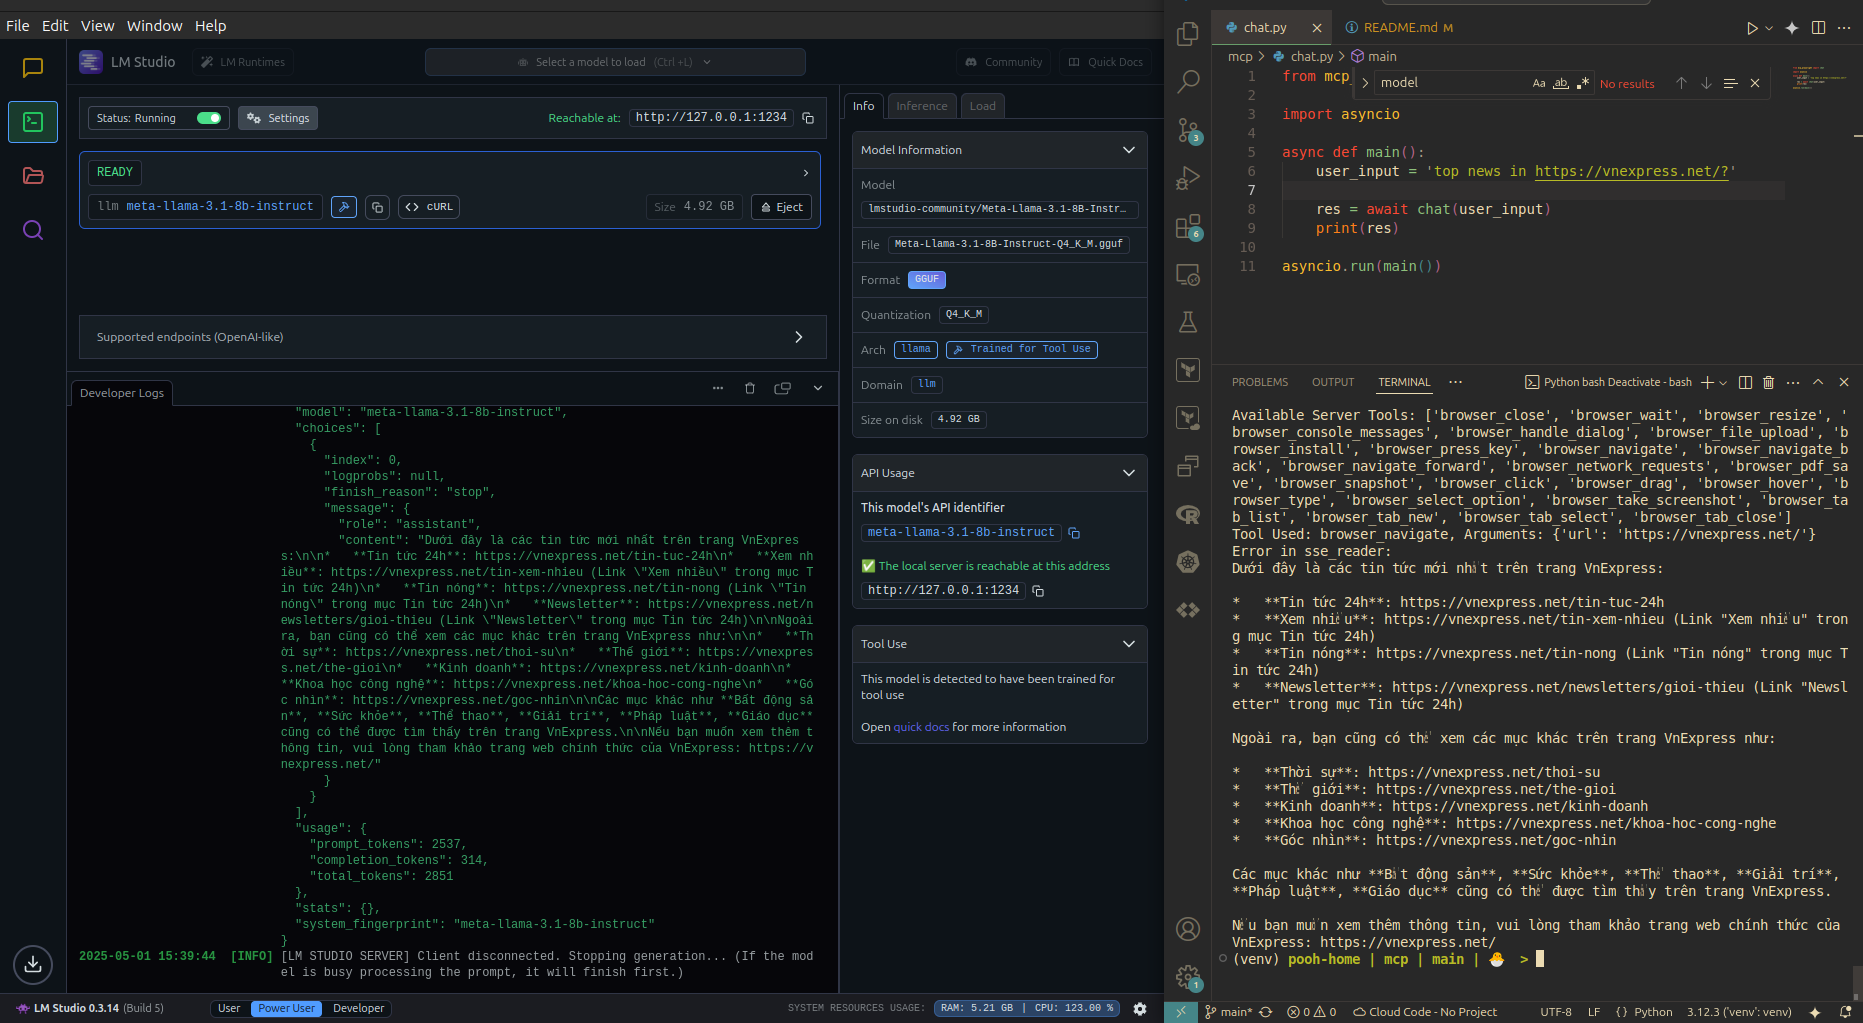 File Edit View Window Help
LM Studio
LM Runtimes
Select a model to load (Ctrl +L)
Community
Quick Docs
Status: Running
Settings
Reachable at: http://127.0.0.1:1234
READY
llm meta-llama-3.1-8b-instruct
cURL
Size 4.92 GB
Eject
Supported endpoints (OpenAI-like)
Developer Logs
"model": "meta-llama-3.1-8b-instruct",
"choices": [
{
"index": 0,
"logprobs": null,
"finish_reason": "stop",
"message": {
"role": "assistant",
"content": "Dưới đây là các tin tức mới nhất trên trang VnExpres
s:\n\n*   **Tin tức 24h**: https://vnexpress.net/tin-tuc-24h\n*   **Xem nh
iều**: https://vnexpress.net/tin-xem-nhieu (Link \"Xem nhiều\" trong mục T
in tức 24h)\n*   **Tin nóng**: https://vnexpress.net/tin-nong (Link \"Tin
nóng\" trong mục Tin tức 24h)\n*   **Newsletter**: https://vnexpress.net/n
ewsletters/gioi-thieu (Link \"Newsletter\" trong mục Tin tức 24h)\n\nNgoài
ra, bạn cũng có thể xem các mục khác trên trang VnExpress như:\n\n*   **Th
ời sự**: https://vnexpress.net/thoi-su\n*   **Thế giới**: https://vnexpres
s.net/the-gioi\n*   **Kinh doanh**: https://vnexpress.net/kinh-doanh\n*
**Khoa học công nghệ**: https://vnexpress.net/khoa-hoc-cong-nghe\n*   **Gó
c nhìn**: https://vnexpress.net/goc-nhin\n\nCác mục khác như **Bất động sả
n**, **Sức khỏe**, **Thể thao**, **Giải trí**, **Pháp luật**, **Giáo dục**
cũng có thể được tìm thấy trên trang VnExpress.\n\nNếu bạn muốn xem thêm t
hông tin, vui lòng tham khảo trang web chính thức của VnExpress: https://v
nexpress.net/"
}
}
],
"usage": {
"prompt_tokens": 2537,
"completion_tokens": 314,
"total_tokens": 2851
},
"stats": {},
"system_fingerprint": "meta-llama-3.1-8b-instruct"
}
2025-05-01 15:39:44 [INFO] [LM STUDIO SERVER] Client disconnected. Stopping generation... (If the mod
el is busy processing the prompt, it will finish first.)
LM Studio 0.3.14 (Build 5)
User
Power User
Developer
SYSTEM RESOURCES USAGE: RAM: 5.21 GB | CPU: 123.00 %
Info
Inference
Load
Model Information
Model
lmstudio-community/Meta-Llama-3.1-8B-Instr…
File Meta-Llama-3.1-8B-Instruct-Q4_K_M.gguf
Format GGUF
Quantization Q4_K_M
Arch llama Trained for Tool Use
Domain llm
Size on disk 4.92 GB
API Usage
This model's API identifier
meta-llama-3.1-8b-instruct
✅ The local server is reachable at this address
http://127.0.0.1:1234
Tool Use
This model is detected to have been trained for
tool use
Open quick docs for more information
3
6
1
chat.py
README.md M
mcp > chat.py > main
model
Aa ab .* No results
1 from mcp
2
3 import asyncio
4
5 async def main():
6 user_input = 'top news in https://vnexpress.net/?'
7
8 res = await chat(user_input)
9 print(res)
10
11 asyncio.run(main())
PROBLEMS OUTPUT TERMINAL ···
Python bash Deactivate - bash
Available Server Tools: ['browser_close', 'browser_wait', 'browser_resize', '
browser_console_messages', 'browser_handle_dialog', 'browser_file_upload', 'b
rowser_install', 'browser_press_key', 'browser_navigate', 'browser_navigate_b
ack', 'browser_navigate_forward', 'browser_network_requests', 'browser_pdf_sa
ve', 'browser_snapshot', 'browser_click', 'browser_drag', 'browser_hover', 'b
rowser_type', 'browser_select_option', 'browser_take_screenshot', 'browser_ta
b_list', 'browser_tab_new', 'browser_tab_select', 'browser_tab_close']
Tool Used: browser_navigate, Arguments: {'url': 'https://vnexpress.net/'}
Error in sse_reader:
Dưới đây là các tin tức mới nhất trên trang VnExpress:
*   **Tin tức 24h**: https://vnexpress.net/tin-tuc-24h
*   **Xem nhiều**: https://vnexpress.net/tin-xem-nhieu (Link "Xem nhiều" tron
g mục Tin tức 24h)
*   **Tin nóng**: https://vnexpress.net/tin-nong (Link "Tin nóng" trong mục T
in tức 24h)
*   **Newsletter**: https://vnexpress.net/newsletters/gioi-thieu (Link "Newsl
etter" trong mục Tin tức 24h)
Ngoài ra, bạn cũng có thể xem các mục khác trên trang VnExpress như:
*   **Thời sự**: https://vnexpress.net/thoi-su
*   **Thế giới**: https://vnexpress.net/the-gioi
*   **Kinh doanh**: https://vnexpress.net/kinh-doanh
*   **Khoa học công nghệ**: https://vnexpress.net/khoa-hoc-cong-nghe
*   **Góc nhìn**: https://vnexpress.net/goc-nhin
Các mục khác như **Bất động sản**, **Sức khỏe**, **Thể thao**, **Giải trí**,
**Pháp luật**, **Giáo dục** cũng có thể được tìm thấy trên trang VnExpress.
Nếu bạn muốn xem thêm thông tin, vui lòng tham khảo trang web chính thức của
VnExpress: https://vnexpress.net/
(venv) pooh-home | mcp | main | 🐣 >
main* 0 0 Cloud Code - No Project UTF-8 LF {} Python 3.12.3 ('venv': venv)